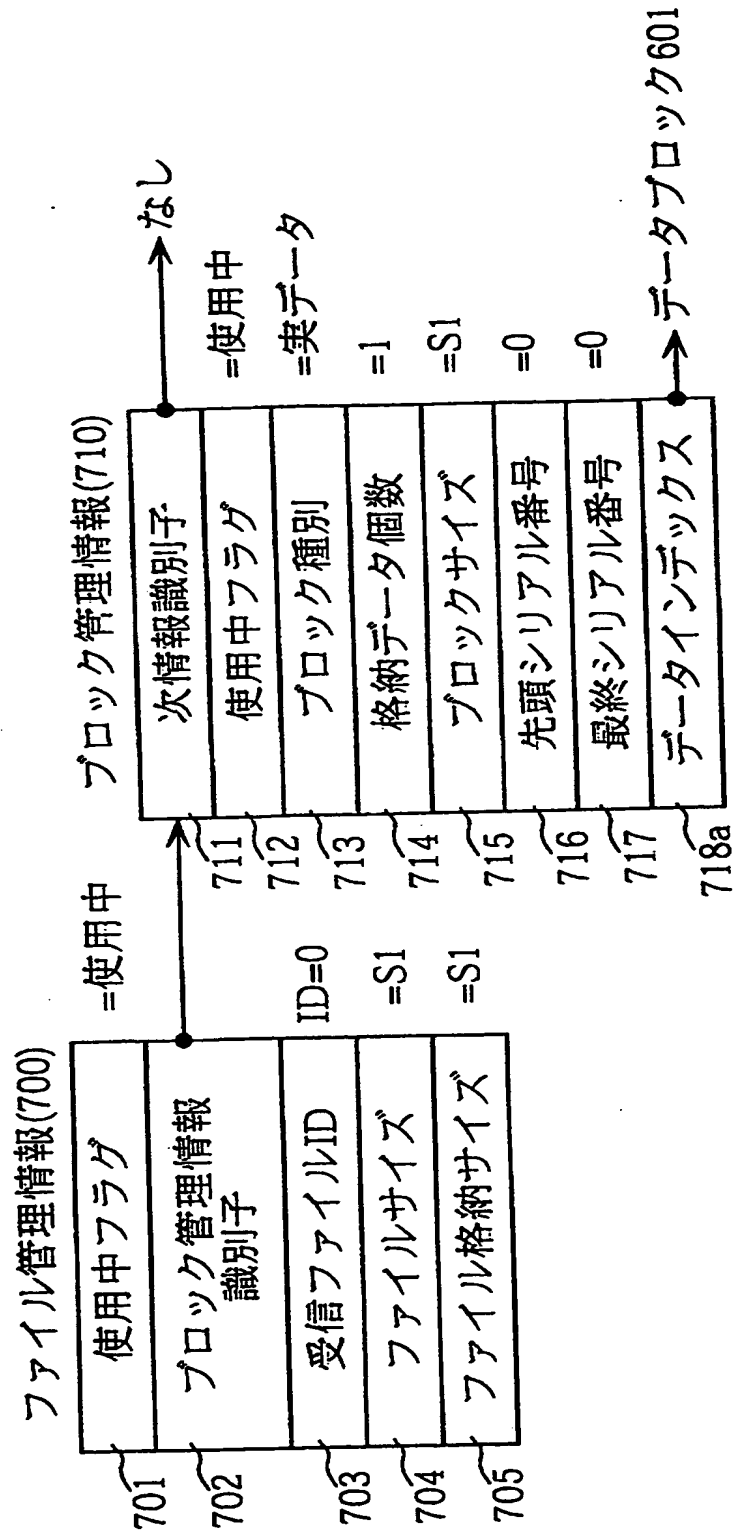 ファイル管理情報(700)
701
使用中フラグ
=使用中
702
ブロック管理情報
識別子
703
受信ファイルID
ID=0
704
ファイルサイズ
=S1
705
ファイル格納サイズ
=S1
ブロック管理情報(710)
711
次情報識別子
なし
712
使用中フラグ
=使用中
713
ブロック種別
=実データ
714
格納データ個数
=1
715
ブロックサイズ
=S1
716
先頭シリアル番号
=0
717
最終シリアル番号
=0
718a
データインデックス
データブロック601